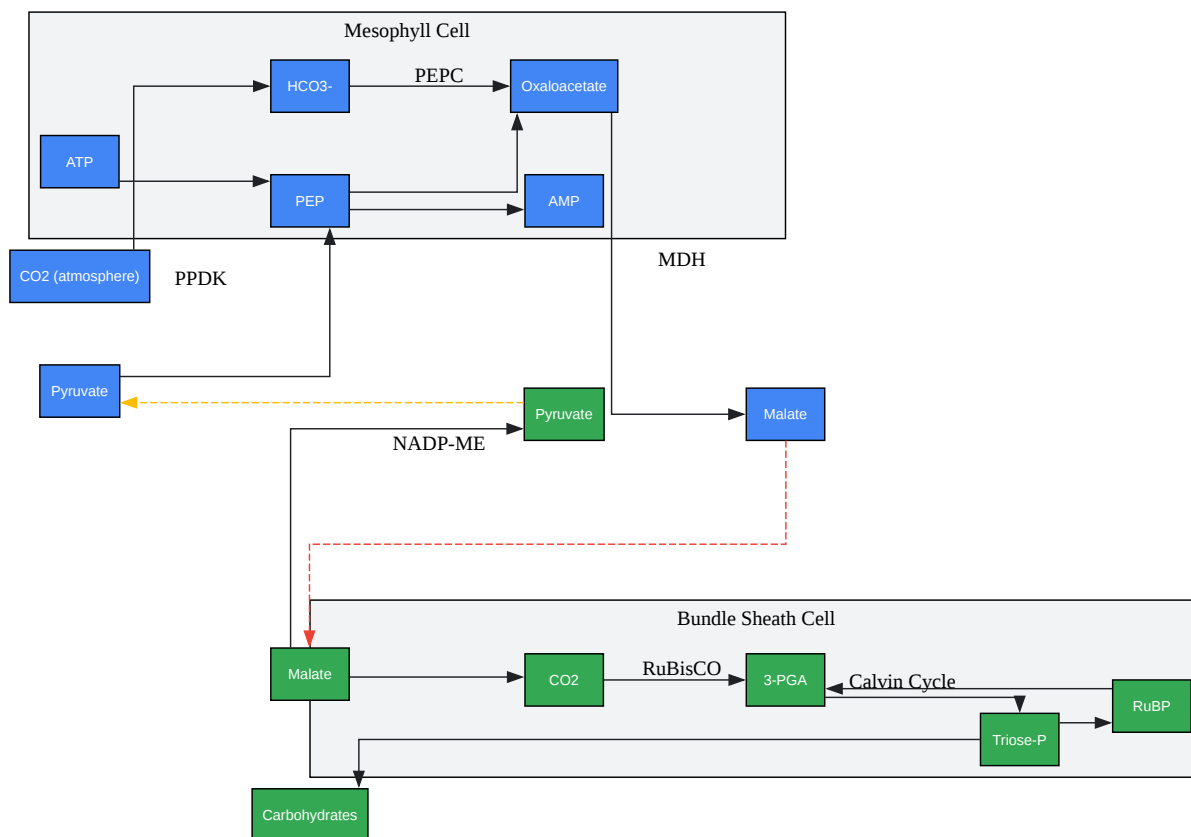 Mesophyll Cell
HCO3-
PEPC
Oxaloacetate
ATP
PEP
AMP
CO2 (atmosphere)
PPDK
MDH
Pyruvate
Pyruvate
Malate
NADP-ME
Bundle Sheath Cell
Malate
CO2
RuBisCO
3-PGA
Calvin Cycle
RuBP
Triose-P
Carbohydrates